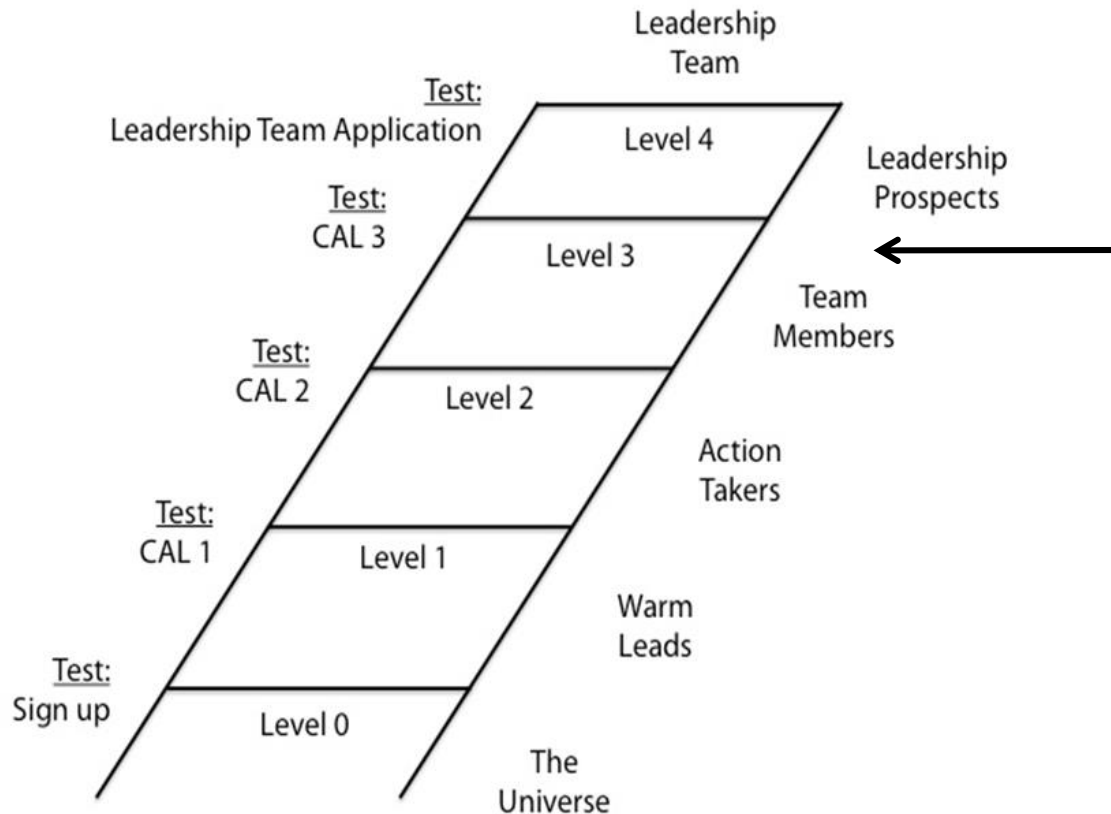 Leadership
Team
Test:
Leadership Team Application
Level 4
Leadership
Prospects
Test:
CAL 3
Level 3
Team
Members
Test:
CAL 2
Level 2
Action
Takers
Test:
CAL 1
Level 1
Warm
Leads
Test:
Sign up
Level 0
The
Universe